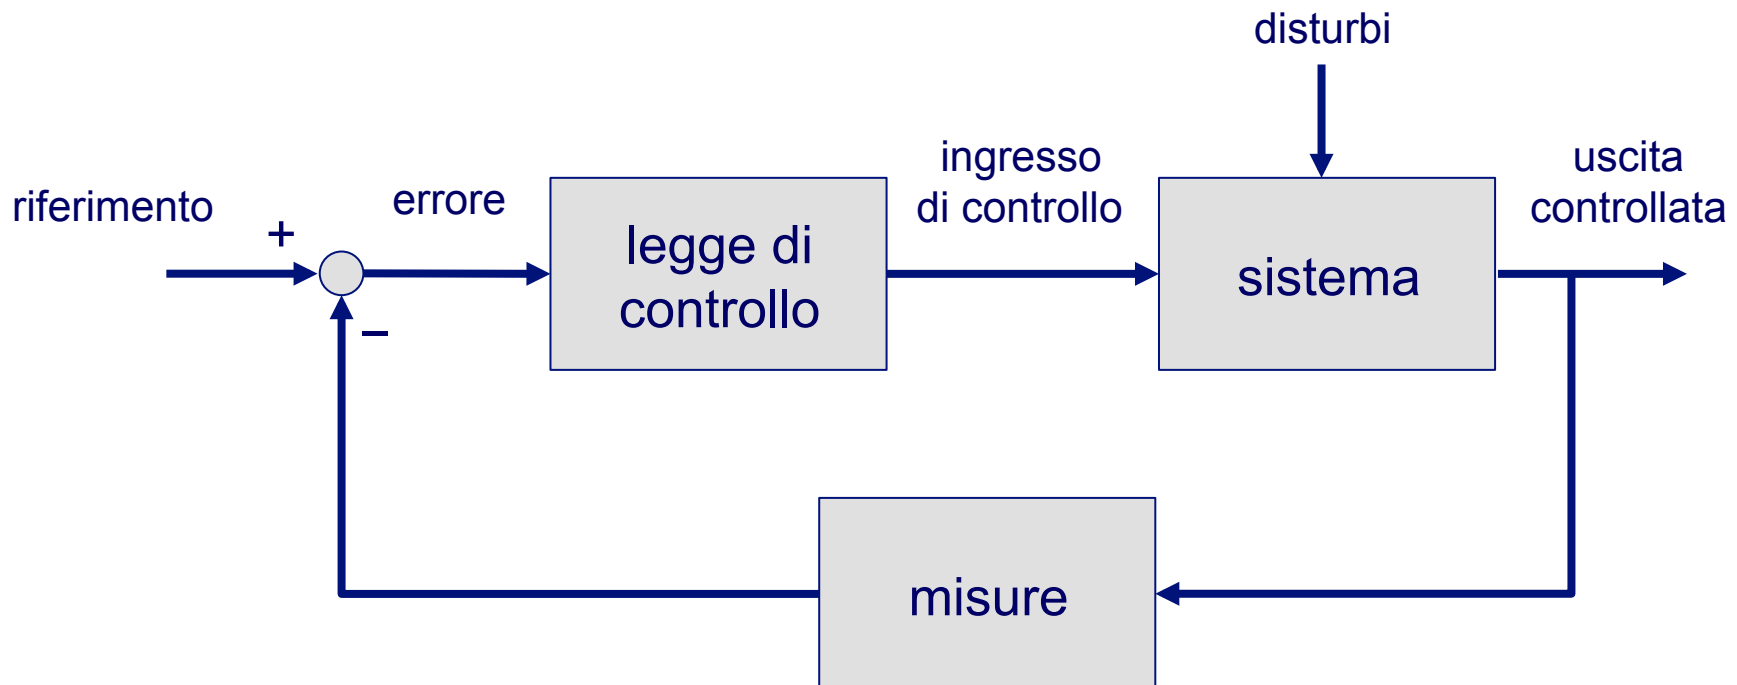 disturbi
riferimento
+
errore
legge di
controllo
ingresso
di controllo
sistema
uscita
controllata
–
misure